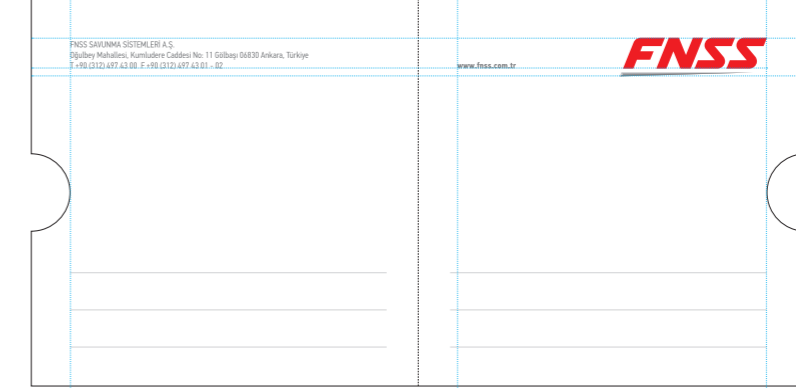 FNSS SAVUNMA SİSTEMLERİ A.Ş.
Oğulbey Mahallesi, Kumludere Caddesi No: 11 Gölbaşı 06830 Ankara, Türkiye
T +90 (312) 497 43 00 F +90 (312) 497 43 01 - 02
www.fnss.com.tr
FNSS